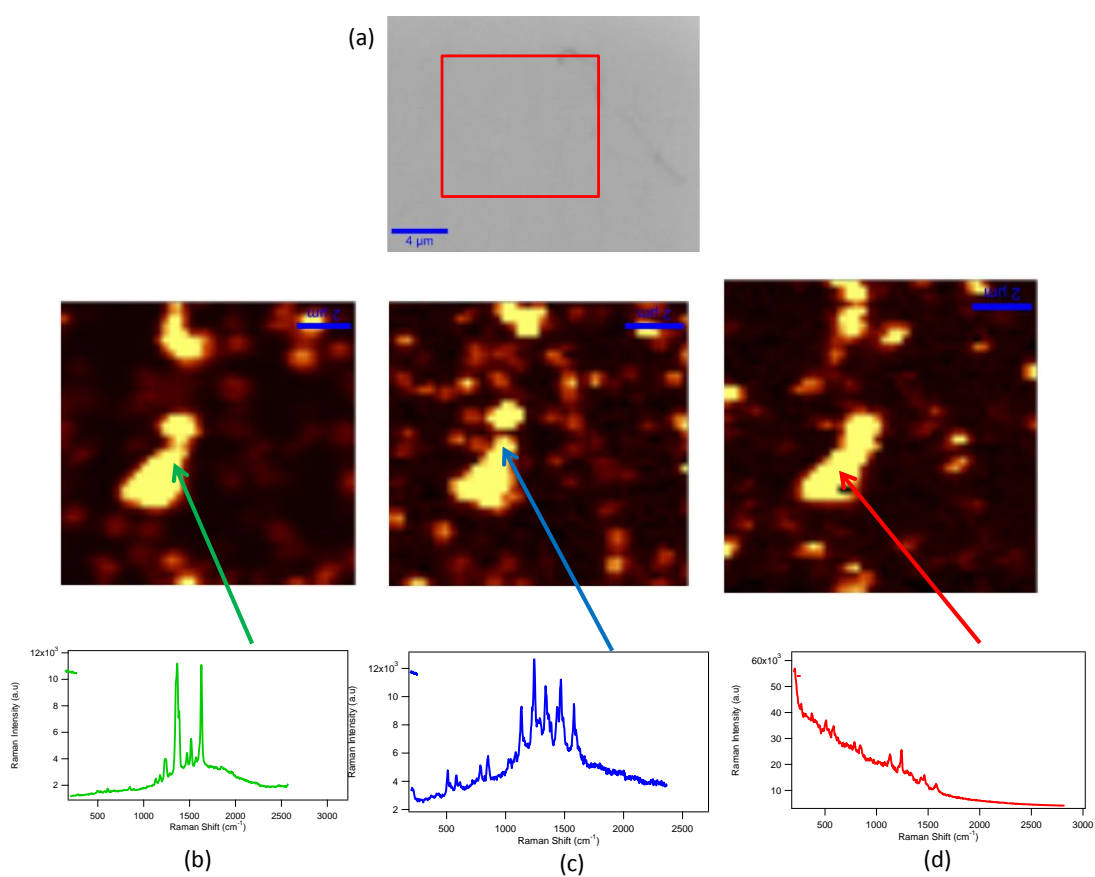 (a)
4 µm
2 µm
2 µm
2 µm
12x10³
10
8
6
4
2
Raman Intensity (a.u)
500
1000
1500
2000
2500
3000
Raman Shift (cm⁻¹)
12x10³
10
8
6
4
2
Raman Intensity (a.u)
500
1000
1500
2000
2500
Raman Shift (cm⁻¹)
60x10³
50
40
30
20
10
Raman Intensity (a.u)
500
1000
1500
2000
2500
3000
Raman Shift (cm⁻¹)
(b)
(c)
(d)